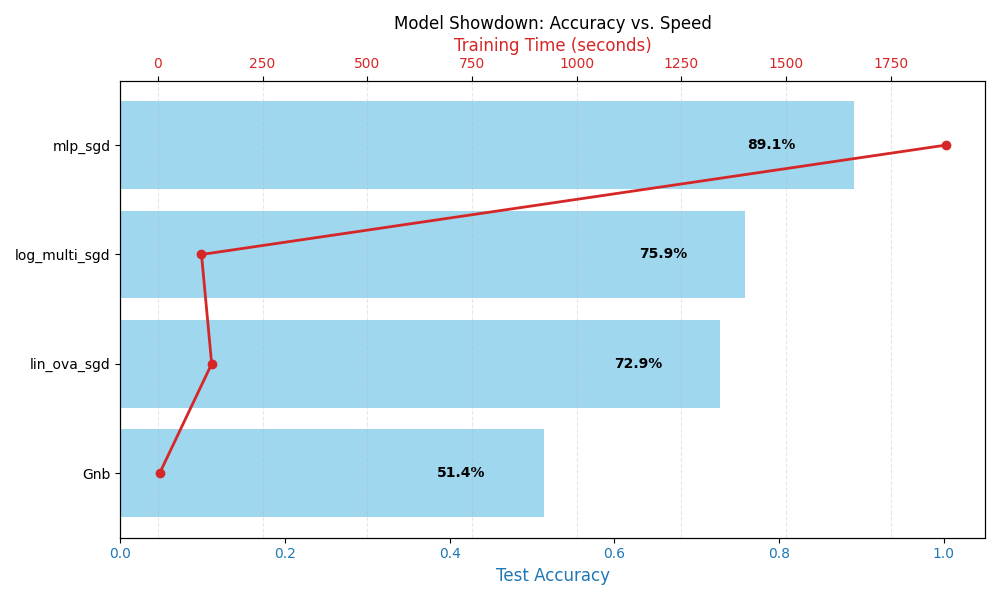 Model Showdown: Accuracy vs. Speed
Training Time (seconds)
0 250 500 750 1000 1250 1500 1750
mlp_sgd 89.1%
log_multi_sgd 75.9%
lin_ova_sgd 72.9%
Gnb 51.4%
0.0 0.2 0.4 0.6 0.8 1.0
Test Accuracy